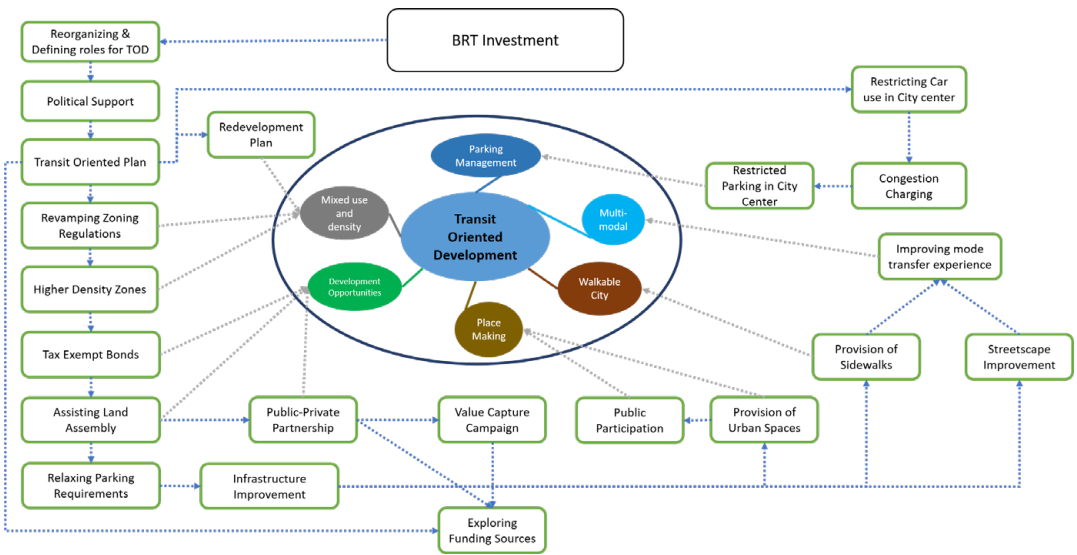 Reorganizing &
Defining roles for TOD
BRT Investment
Political Support
Restricting Car
use in City center
Redevelopment
Plan
Transit Oriented Plan
Parking
Management
Restricted
Parking in City
Center
Congestion
Charging
Mixed use
and
density
Transit
Oriented
Development
Multi-
modal
Revamping Zoning
Regulations
Improving mode
transfer experience
Higher Density Zones
Development
Opportunities
Walkable
City
Place
Making
Tax Exempt Bonds
Provision of
Sidewalks
Streetscape
Improvement
Assisting Land
Assembly
Public-Private
Partnership
Value Capture
Campaign
Public
Participation
Provision of
Urban Spaces
Relaxing Parking
Requirements
Infrastructure
Improvement
Exploring
Funding Sources